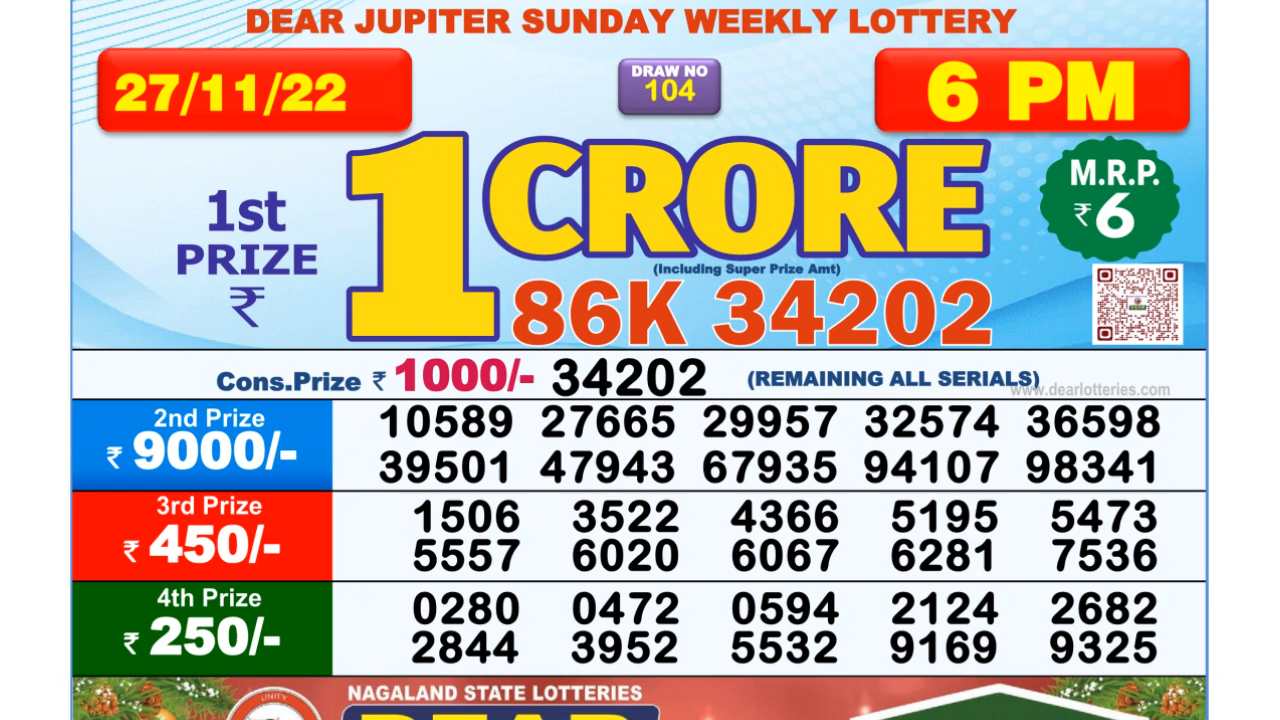 DEAR JUPITER SUNDAY WEEKLY LOTTERY
27/11/22
DRAW NO
104
6 PM
1st
PRIZE
₹
1 CRORE
(Including Super Prize Amt)
86K 34202
M.R.P.
₹6
Cons.Prize ₹ 1000/- 34202 (REMAINING ALL SERIALS)
www.dearlotteries.com
2nd Prize
₹ 9000/-
10589 27665 29957 32574 36598
39501 47943 67935 94107 98341
3rd Prize
₹ 450/-
1506 3522 4366 5195 5473
5557 6020 6067 6281 7536
4th Prize
₹ 250/-
0280 0472 0594 2124 2682
2844 3952 5532 9169 9325
UNITY
NAGALAND STATE LOTTERIES
DEAR